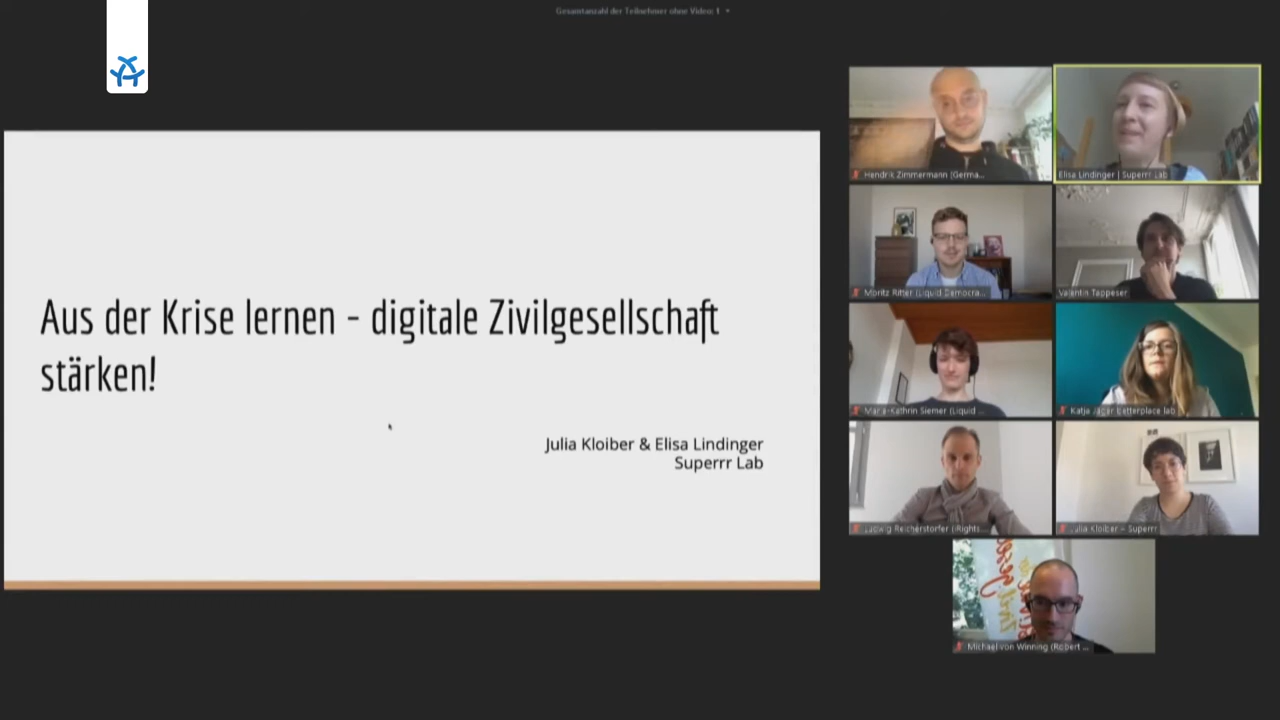 Gesamtanzahl der Teilnehmer ohne Video: 1
Aus der Krise lernen - digitale Zivilgesellschaft
stärken!
Julia Kloiber & Elisa Lindinger
Superrr Lab
Hendrik Zimmermann (Germa...
Elisa Lindinger | Superrr Lab
Moritz Ritter (Liquid Democra...
Valentin Tappeser
Marie-Kathrin Siemer (Liquid ...
Katja Jäger betterplace lab
Ludwig Reicherstorfer (iRights...
Julia Kloiber – Superrr
Michael von Winning (Robert ...